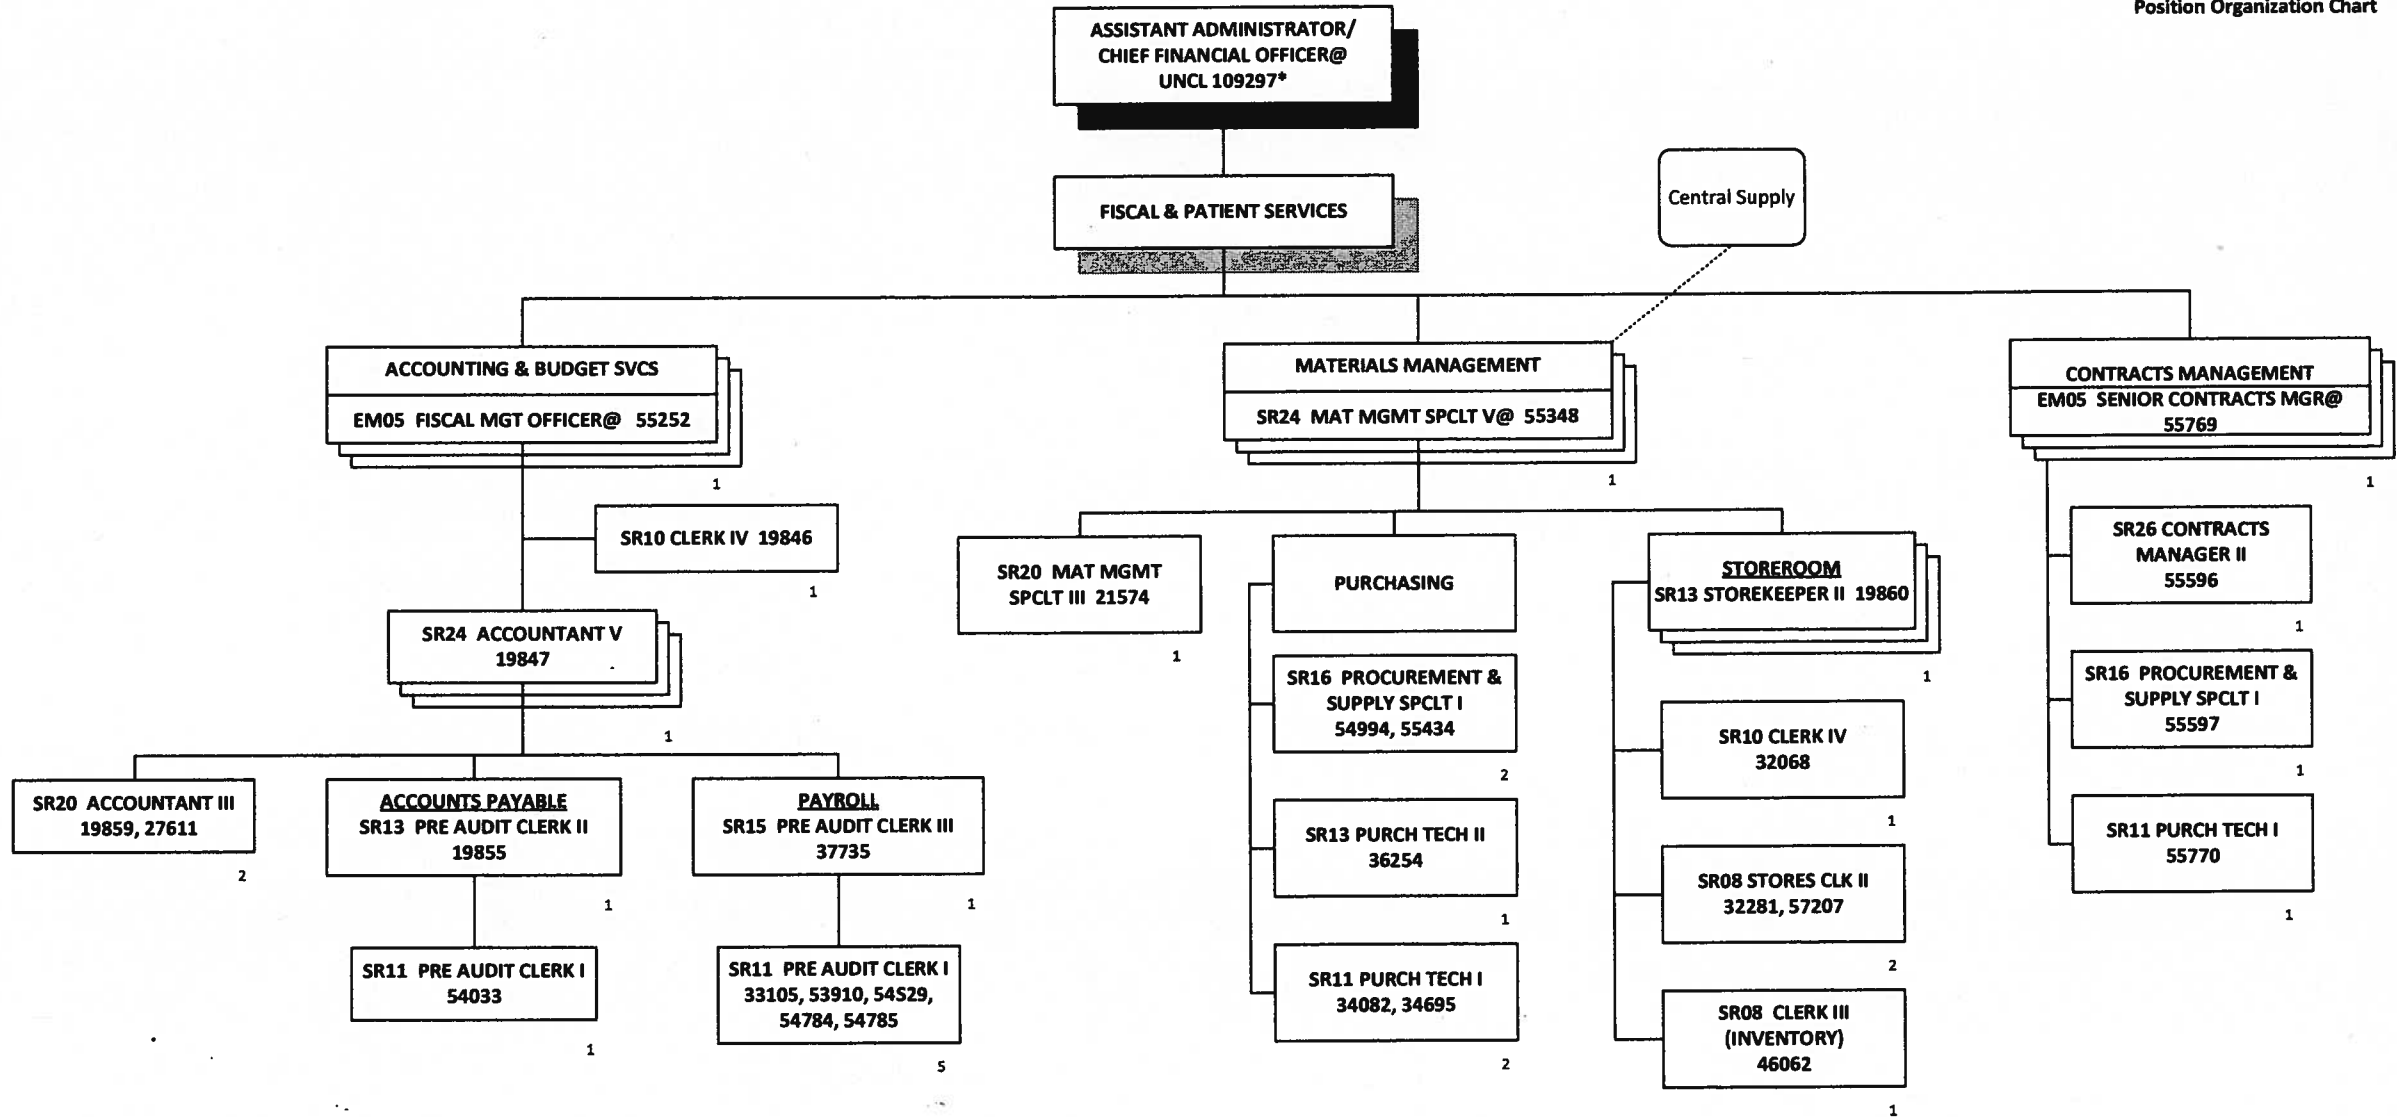 Position Organization Chart
ASSISTANT ADMINISTRATOR/
CHIEF FINANCIAL OFFICER@
UNCL 109297*
FISCAL & PATIENT SERVICES
Central Supply
ACCOUNTING & BUDGET SVCS
EM05 FISCAL MGT OFFICER@ 55252
1
SR10 CLERK IV 19846
1
SR24 ACCOUNTANT V
19847
1
SR20 ACCOUNTANT III
19859, 27611
2
ACCOUNTS PAYABLE
SR13 PRE AUDIT CLERK II
19855
1
SR11 PRE AUDIT CLERK I
54033
1
PAYROLL
SR15 PRE AUDIT CLERK III
37735
1
SR11 PRE AUDIT CLERK I
33105, 53910, 54S29,
54784, 54785
5
MATERIALS MANAGEMENT
SR24 MAT MGMT SPCLT V@ 55348
1
SR20 MAT MGMT
SPCLT III 21574
1
PURCHASING
SR16 PROCUREMENT &
SUPPLY SPCLT I
54994, 55434
2
SR13 PURCH TECH II
36254
1
SR11 PURCH TECH I
34082, 34695
2
STOREROOM
SR13 STOREKEEPER II 19860
1
SR10 CLERK IV
32068
1
SR08 STORES CLK II
32281, 57207
2
SR08 CLERK III
(INVENTORY)
46062
1
CONTRACTS MANAGEMENT
EM05 SENIOR CONTRACTS MGR@
55769
1
SR26 CONTRACTS
MANAGER II
55596
1
SR16 PROCUREMENT &
SUPPLY SPCLT I
55597
1
SR11 PURCH TECH I
55770
1